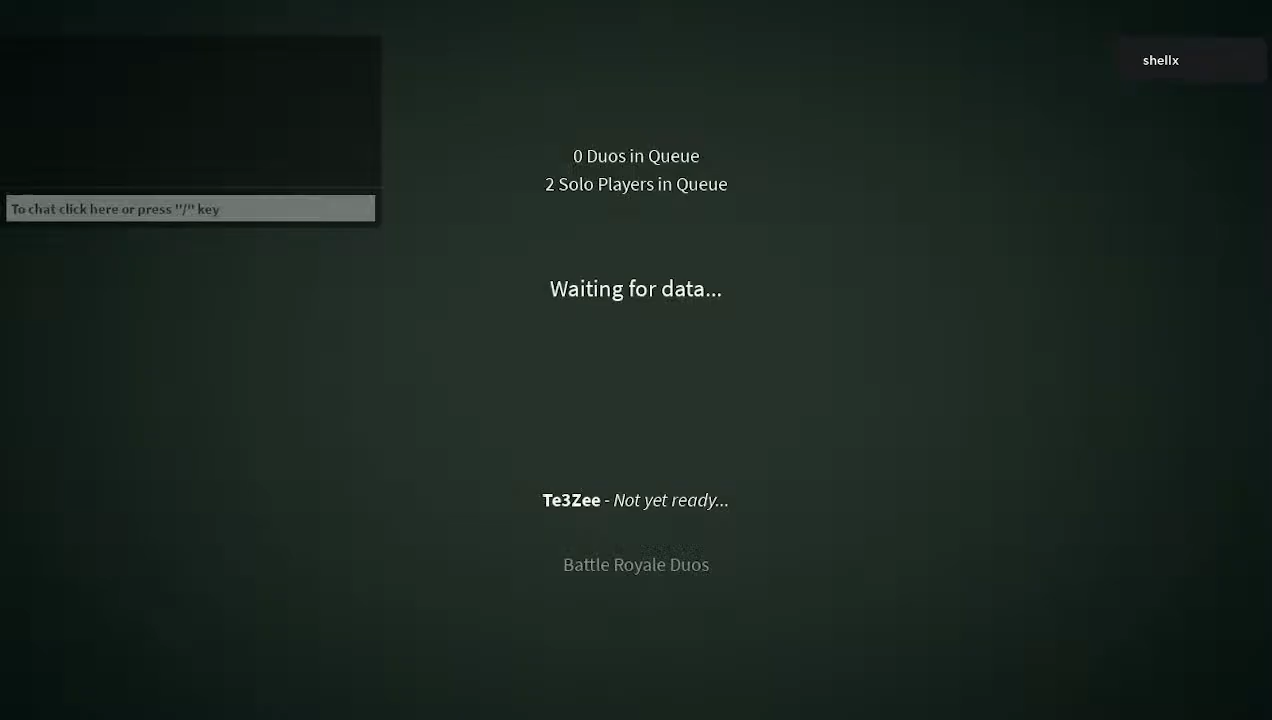 shellx
0 Duos in Queue
2 Solo Players in Queue
To chat click here or press "/" key
Waiting for data...
Te3Zee - Not yet ready...
Battle Royale Duos